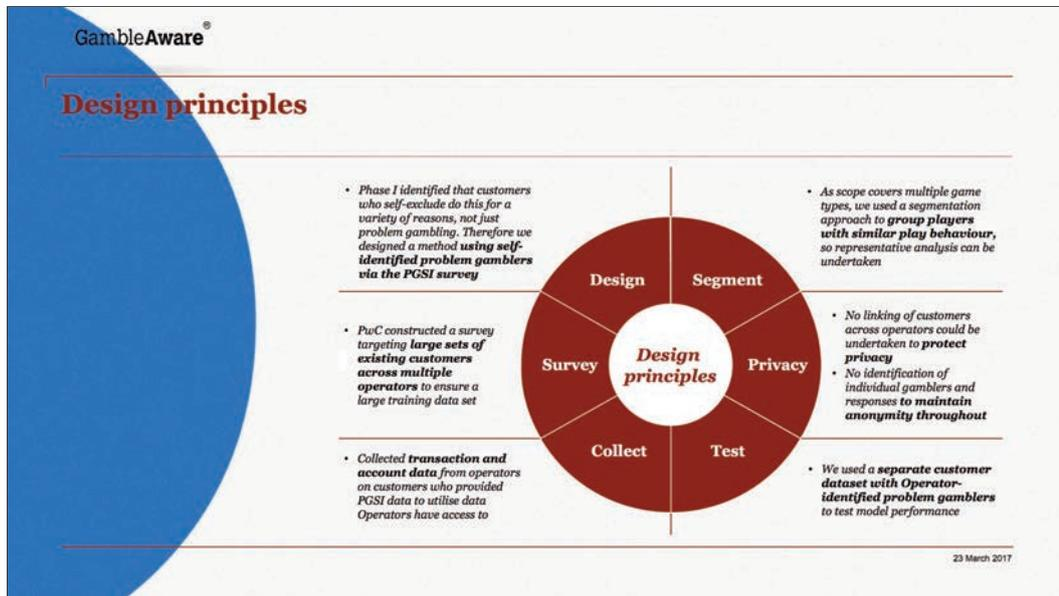 GambleAware®
Design principles
• Phase I identified that customers
who self-exclude do this for a
variety of reasons, not just
problem gambling. Therefore we
designed a method using self-
identified problem gamblers
via the PGSI survey
• PwC constructed a survey
targeting large sets of
existing customers
across multiple
operators to ensure a
large training data set
• Collected transaction and
account data from operators
on customers who provided
PGSI data to utilise data
Operators have access to
Design
Segment
Survey
Design
principles
Privacy
Collect
Test
• As scope covers multiple game
types, we used a segmentation
approach to group players
with similar play behaviour,
so representative analysis can be
undertaken
• No linking of customers
across operators could be
undertaken to protect
privacy
• No identification of
individual gamblers and
responses to maintain
anonymity throughout
• We used a separate customer
dataset with Operator-
identified problem gamblers
to test model performance
23 March 2017